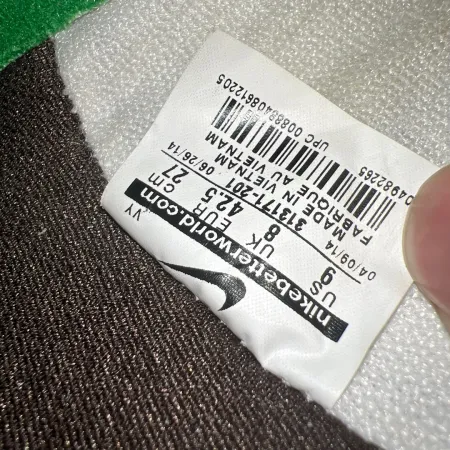 nikebetterworld.com
VY
US UK EUR cm
9 8 42.5 27
04/09/14 313171-201 06/26/14
MADE IN VIETNAM
FABRIQUE AU VIETNAM
UPC 00888408612205